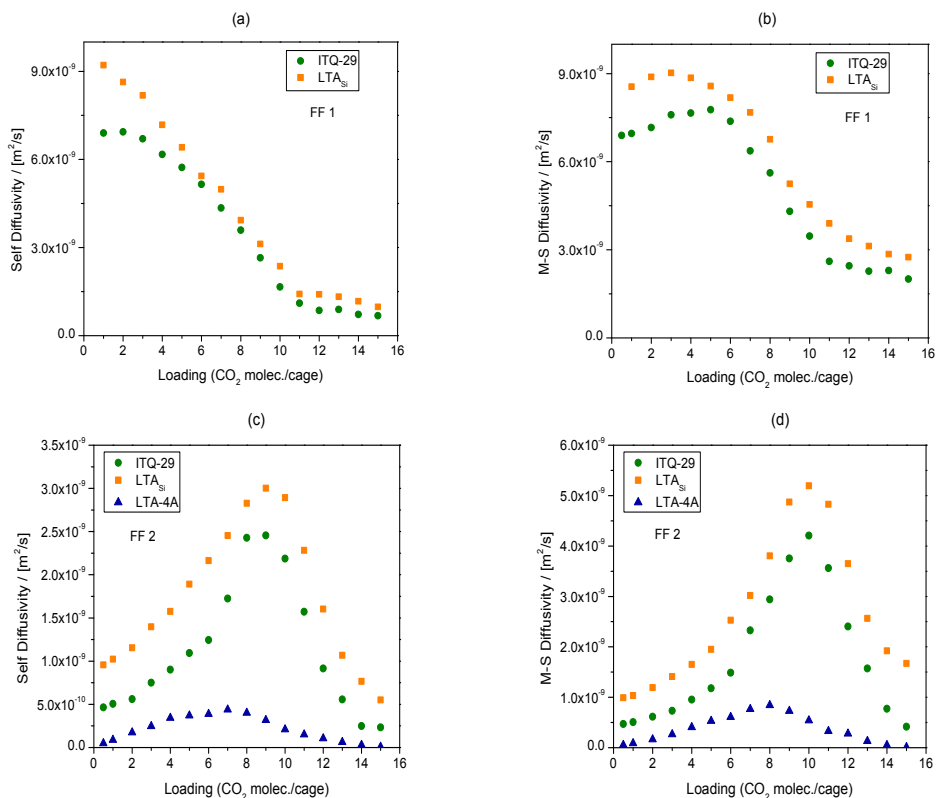 (a)
ITQ-29
LTA_Si
FF 1
9.0x10^-9
6.0x10^-9
3.0x10^-9
0.0
Self Diffusivity / [m²/s]
0 2 4 6 8 10 12 14 16
Loading (CO₂ molec./cage)
(b)
ITQ-29
LTA_Si
FF 1
9.0x10^-9
6.0x10^-9
3.0x10^-9
0.0
M-S Diffusivity / [m²/s]
0 2 4 6 8 10 12 14 16
Loading (CO₂ molec./cage)
(c)
ITQ-29
LTA_Si
LTA-4A
FF 2
3.5x10^-9
3.0x10^-9
2.5x10^-9
2.0x10^-9
1.5x10^-9
1.0x10^-9
5.0x10^-10
0.0
Self Diffusivity / [m²/s]
0 2 4 6 8 10 12 14 16
Loading (CO₂ molec./cage)
(d)
ITQ-29
LTA_Si
LTA-4A
FF 2
6.0x10^-9
5.0x10^-9
4.0x10^-9
3.0x10^-9
2.0x10^-9
1.0x10^-9
0.0
M-S Diffusivity / [m²/s]
0 2 4 6 8 10 12 14 16
Loading (CO₂ molec./cage)